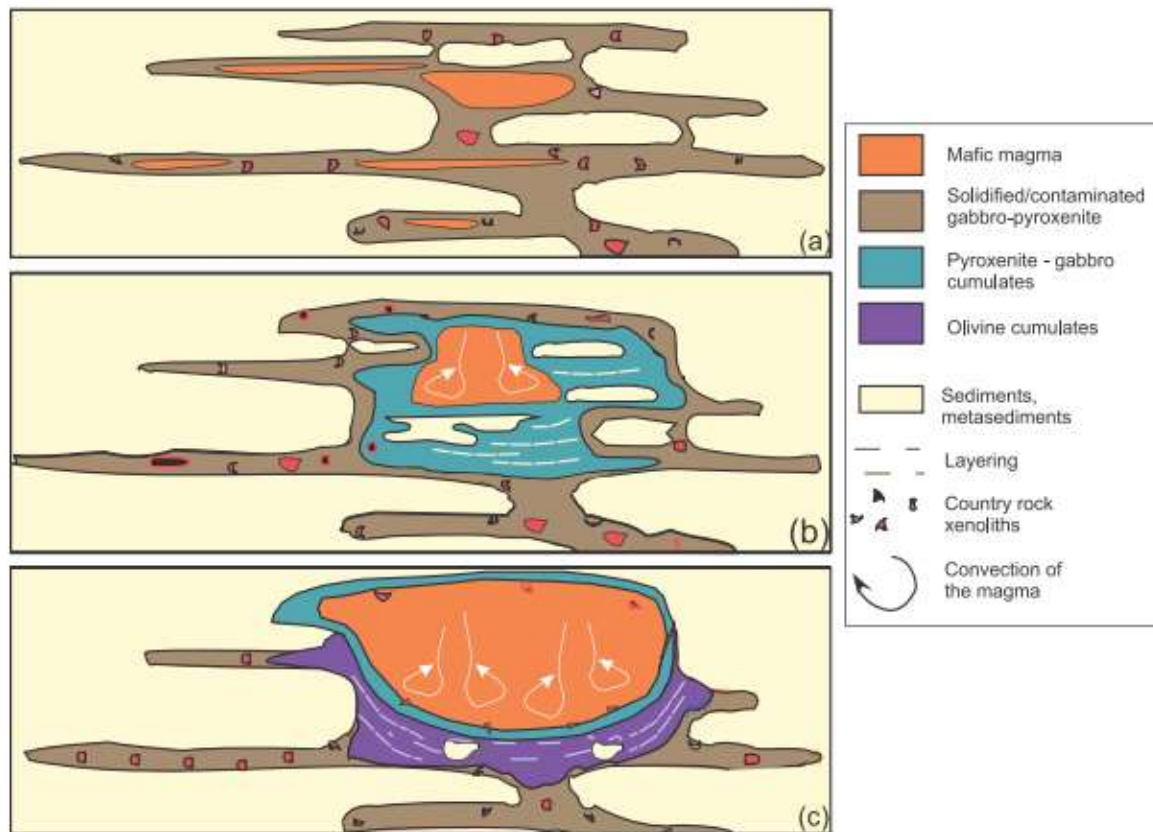 (a)
(b)
(c)
Mafic magma
Solidified/contaminated
gabbro-pyroxenite
Pyroxenite - gabbro
cumulates
Olivine cumulates
Sediments,
metasediments
Layering
Country rock
xenoliths
Convection of
the magma